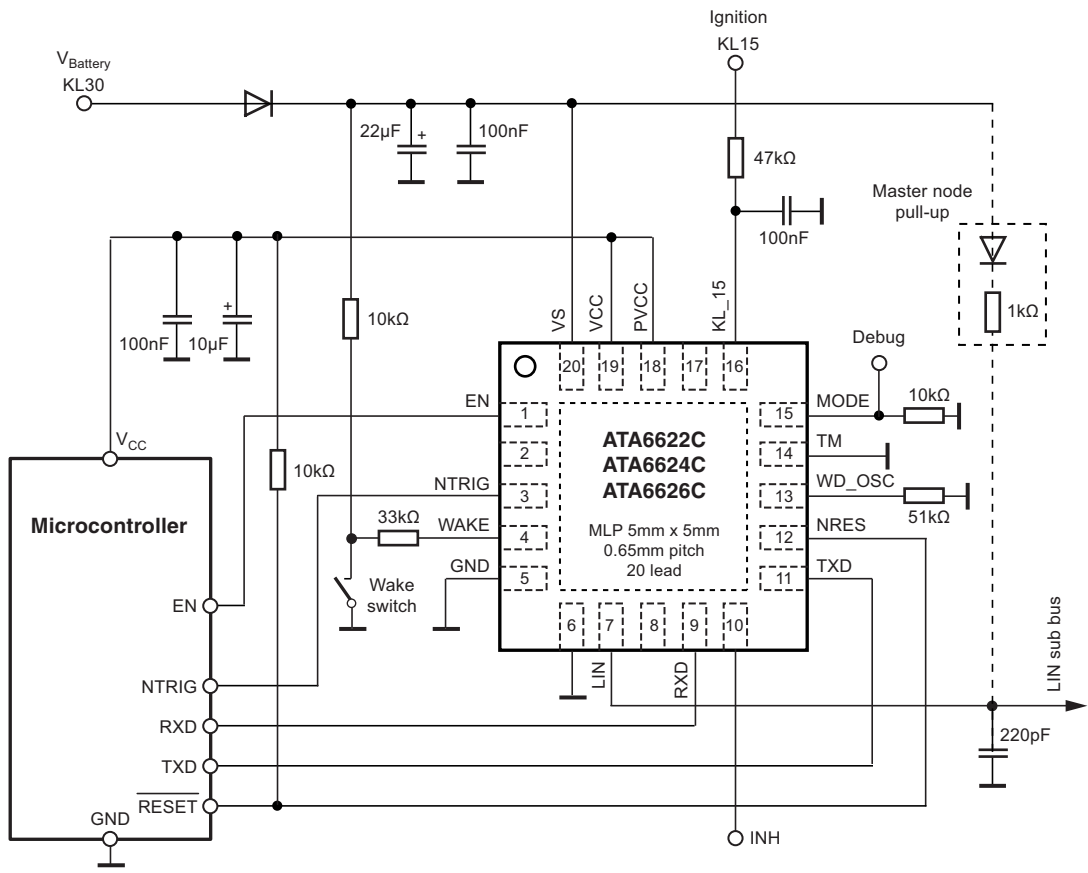 Ignition
KL15
V_Battery
KL30
22µF
+
100nF
47kΩ
Master node
pull-up
100nF
1kΩ
100nF
10µF
+
10kΩ
VS
VCC
PVCC
KL_15
Debug
20
19
18
17
16
EN
1
2
NTRIG
3
WAKE
4
GND
5
33kΩ
ATA6622C
ATA6624C
ATA6626C
MLP 5mm x 5mm
0.65mm pitch
20 lead
15
MODE
10kΩ
14
TM
13
WD_OSC
51kΩ
12
NRES
11
TXD
6
7
8
9
10
LIN
RXD
VCC
10kΩ
Microcontroller
Wake
switch
EN
NTRIG
RXD
TXD
RESET
GND
LIN sub bus
220pF
INH